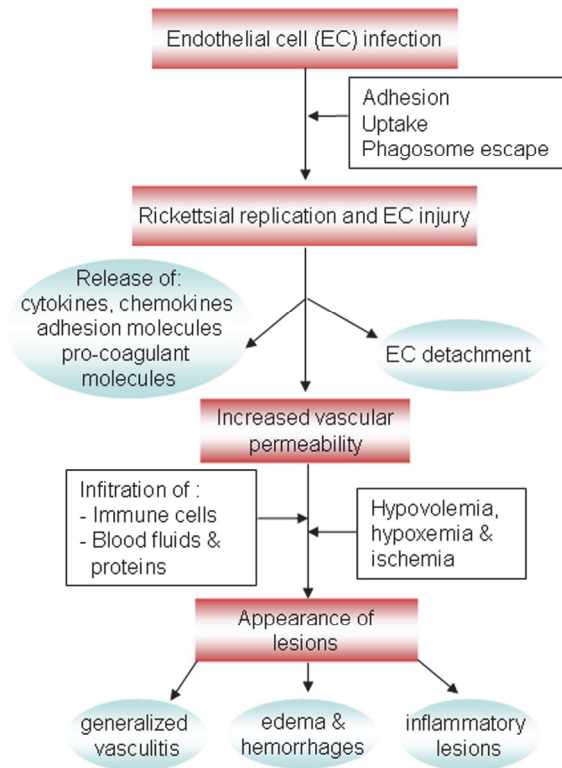 Endothelial cell (EC) infection
Adhesion
Uptake
Phagosome escape
Rickettsial replication and EC injury
Release of:
cytokines, chemokines
adhesion molecules
pro-coagulant
molecules
EC detachment
Increased vascular
permeability
Infitration of :
- Immune cells
- Blood fluids &
proteins
Hypovolemia,
hypoxemia &
ischemia
Appearance of
lesions
generalized
vasculitis
edema &
hemorrhages
inflammatory
lesions